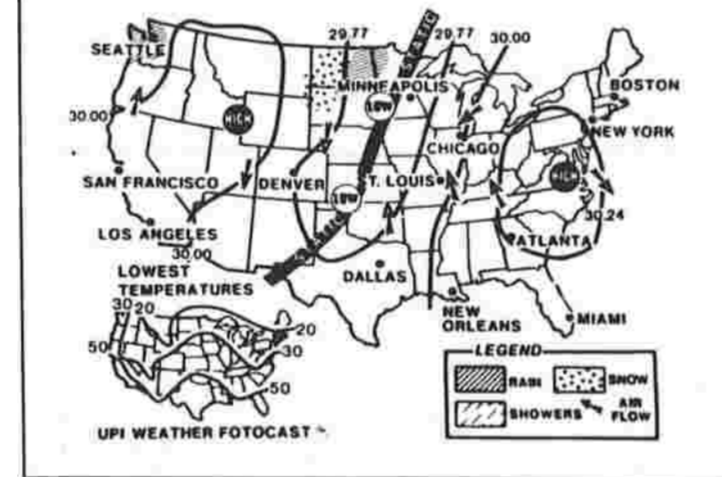 29.77 29.77 30.00
SEATTLE
MINNEAPOLIS
BOSTON
LOW
30.00
HIGH
NEW YORK
CHICAGO
SAN FRANCISCO DENVER ST. LOUIS HIGH
LOW
30.24
LOS ANGELES ATLANTA
30.00
DALLAS
LOWEST
TEMPERATURES
30 20
NEW
ORLEANS
MIAMI
20
50
30
50
LEGEND
RAIN SNOW
SHOWERS AIR
FLOW
UPI WEATHER FOTOCAST